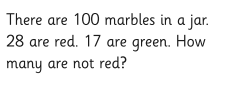 There are 100 marbles in a jar.
28 are red. 17 are green. How
many are not red?